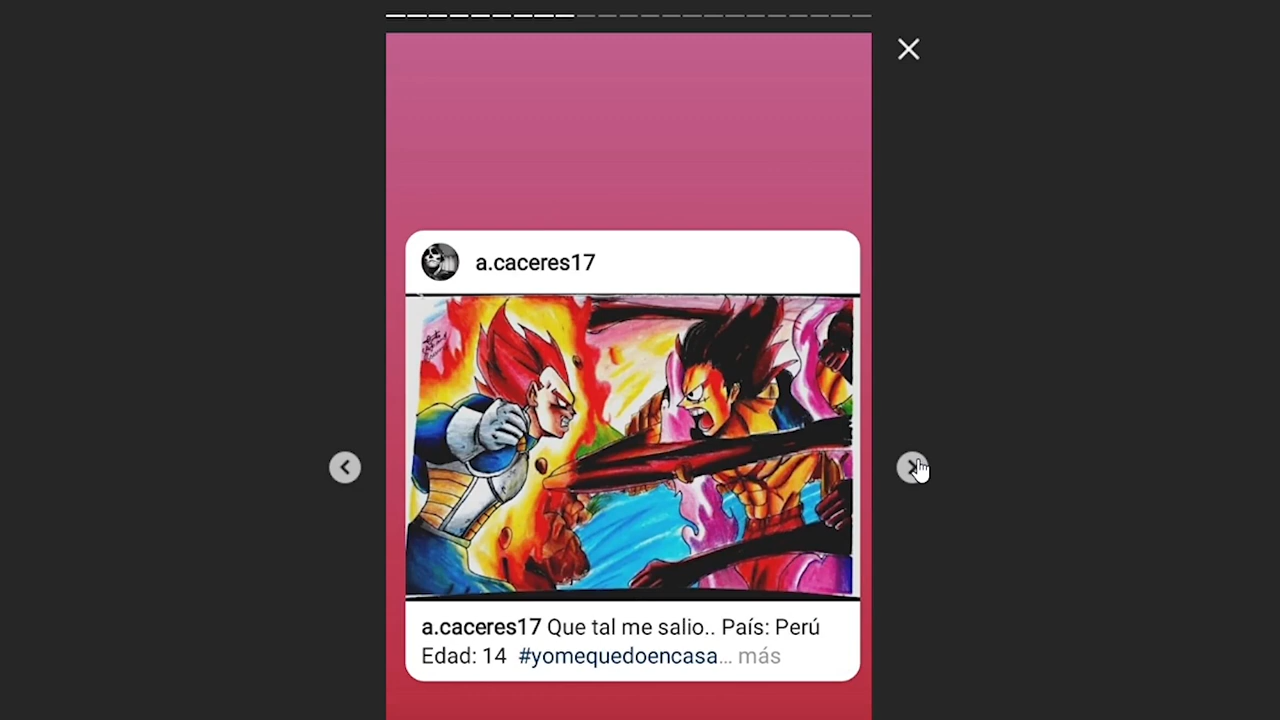 a.caceres17
a.caceres17 Que tal me salio.. País: Perú
Edad: 14 #yomequedoencasa... más